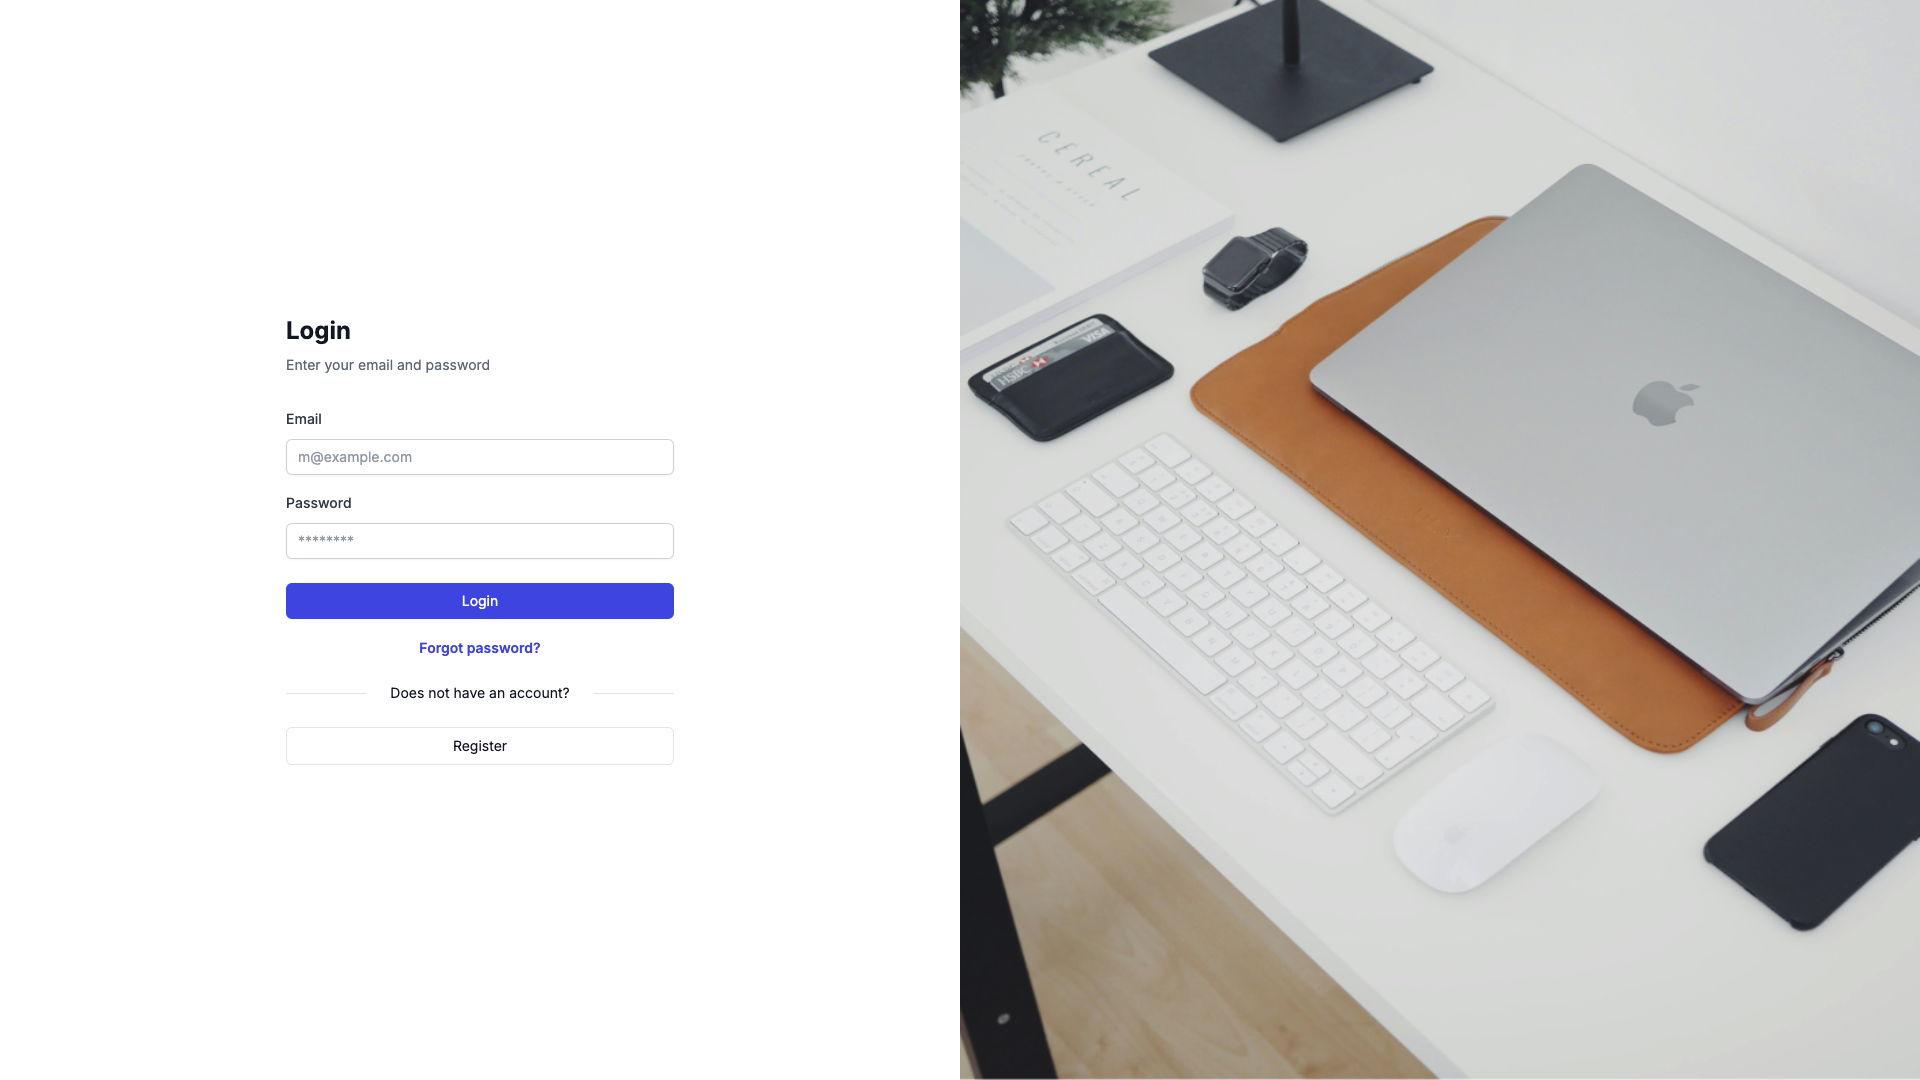 Login
Enter your email and password
Email
m@example.com
Password
********
Login
Forgot password?
Does not have an account?
Register
CEREAL
VISA
HSBC